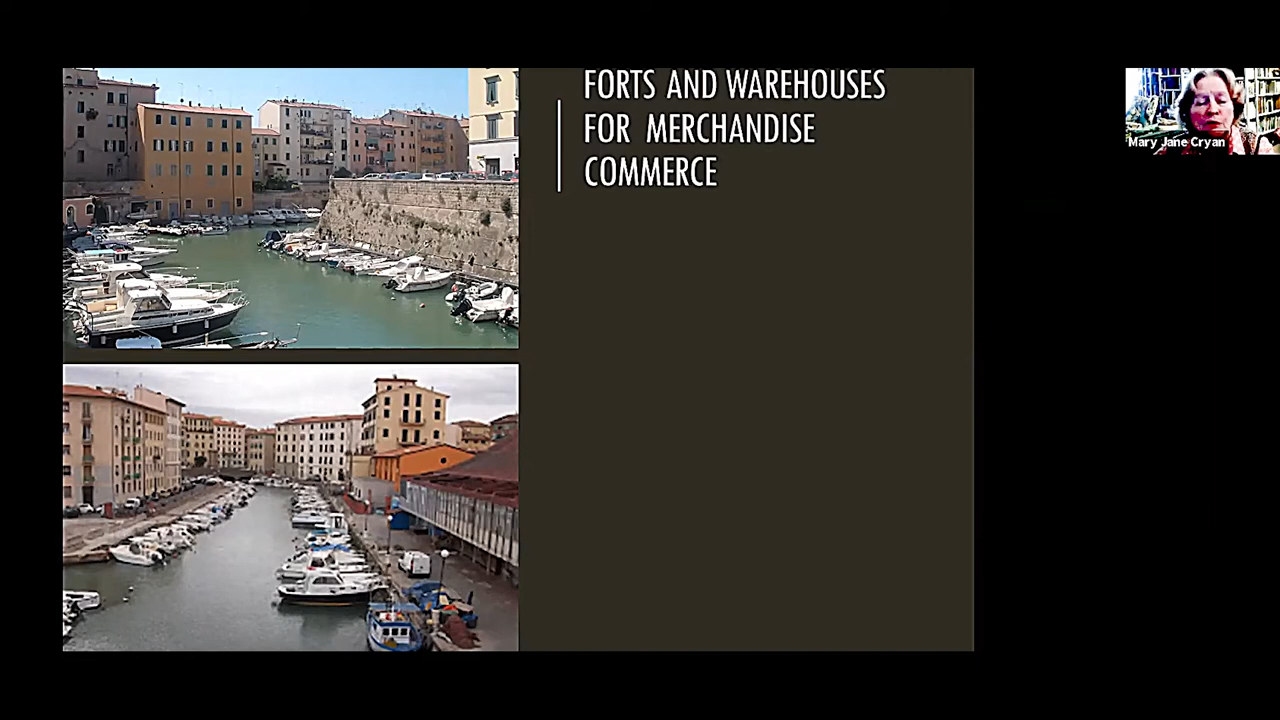 FORTS AND WAREHOUSES
FOR MERCHANDISE
COMMERCE
Mary Jane Cryan